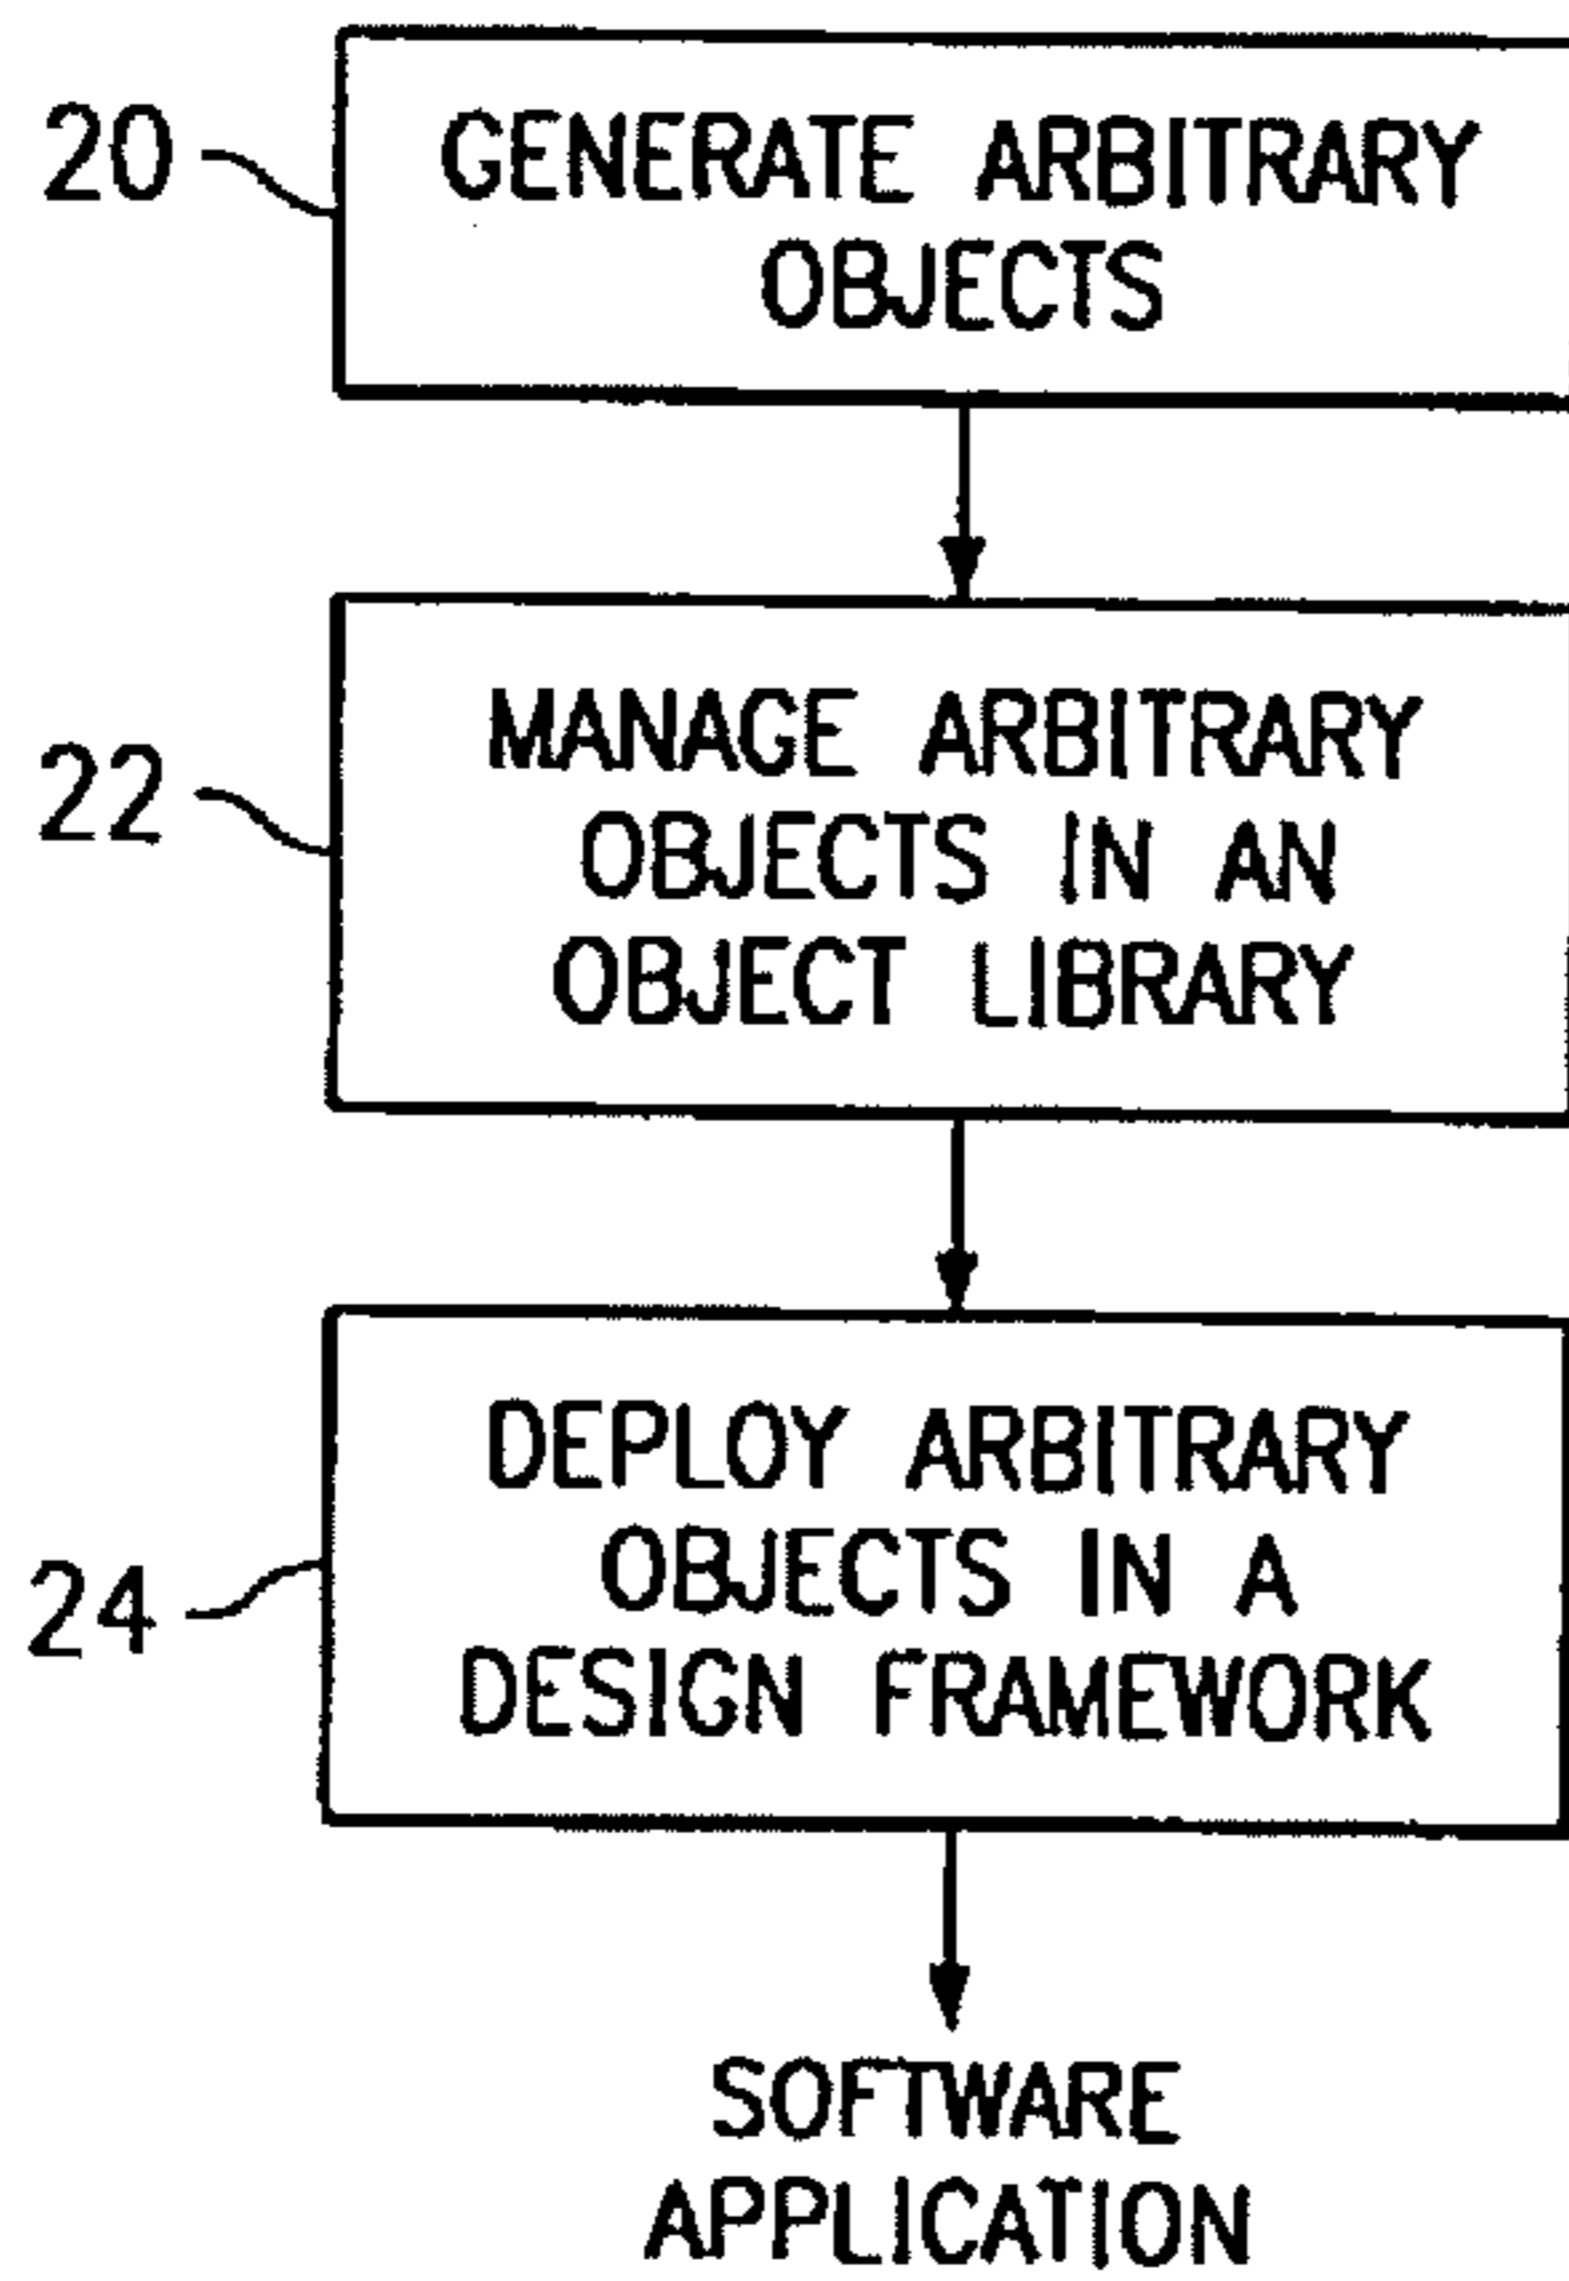 20
GENERATE ARBITRARY
OBJECTS
22
MANAGE ARBITRARY
OBJECTS IN AN
OBJECT LIBRARY
24
DEPLOY ARBITRARY
OBJECTS IN A
DESIGN FRAMEWORK
SOFTWARE
APPLICATION